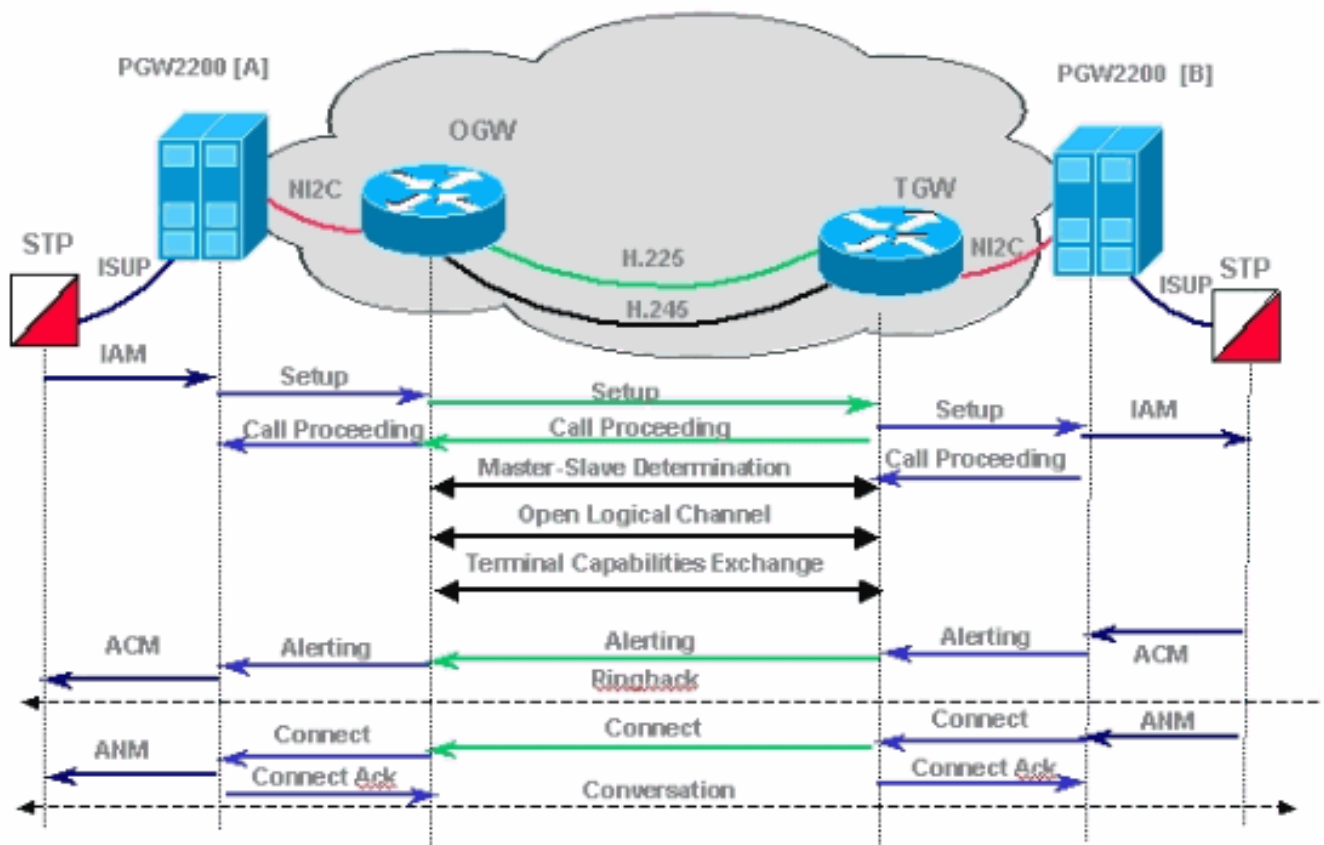 PGW2200 [A]
PGW2200 [B]
OGW
TGW
NI2C
NI2C
STP
STP
ISUP
ISUP
H.225
H.245
IAM
Setup
Setup
Setup
IAM
Call Proceeding
Call Proceeding
Call Proceeding
Master-Slave Determination
Open Logical Channel
Terminal Capabilities Exchange
ACM
Alerting
Alerting
Alerting
ACM
Ringback
ANM
Connect
Connect
Connect
ANM
Connect Ack
Conversation
Connect Ack